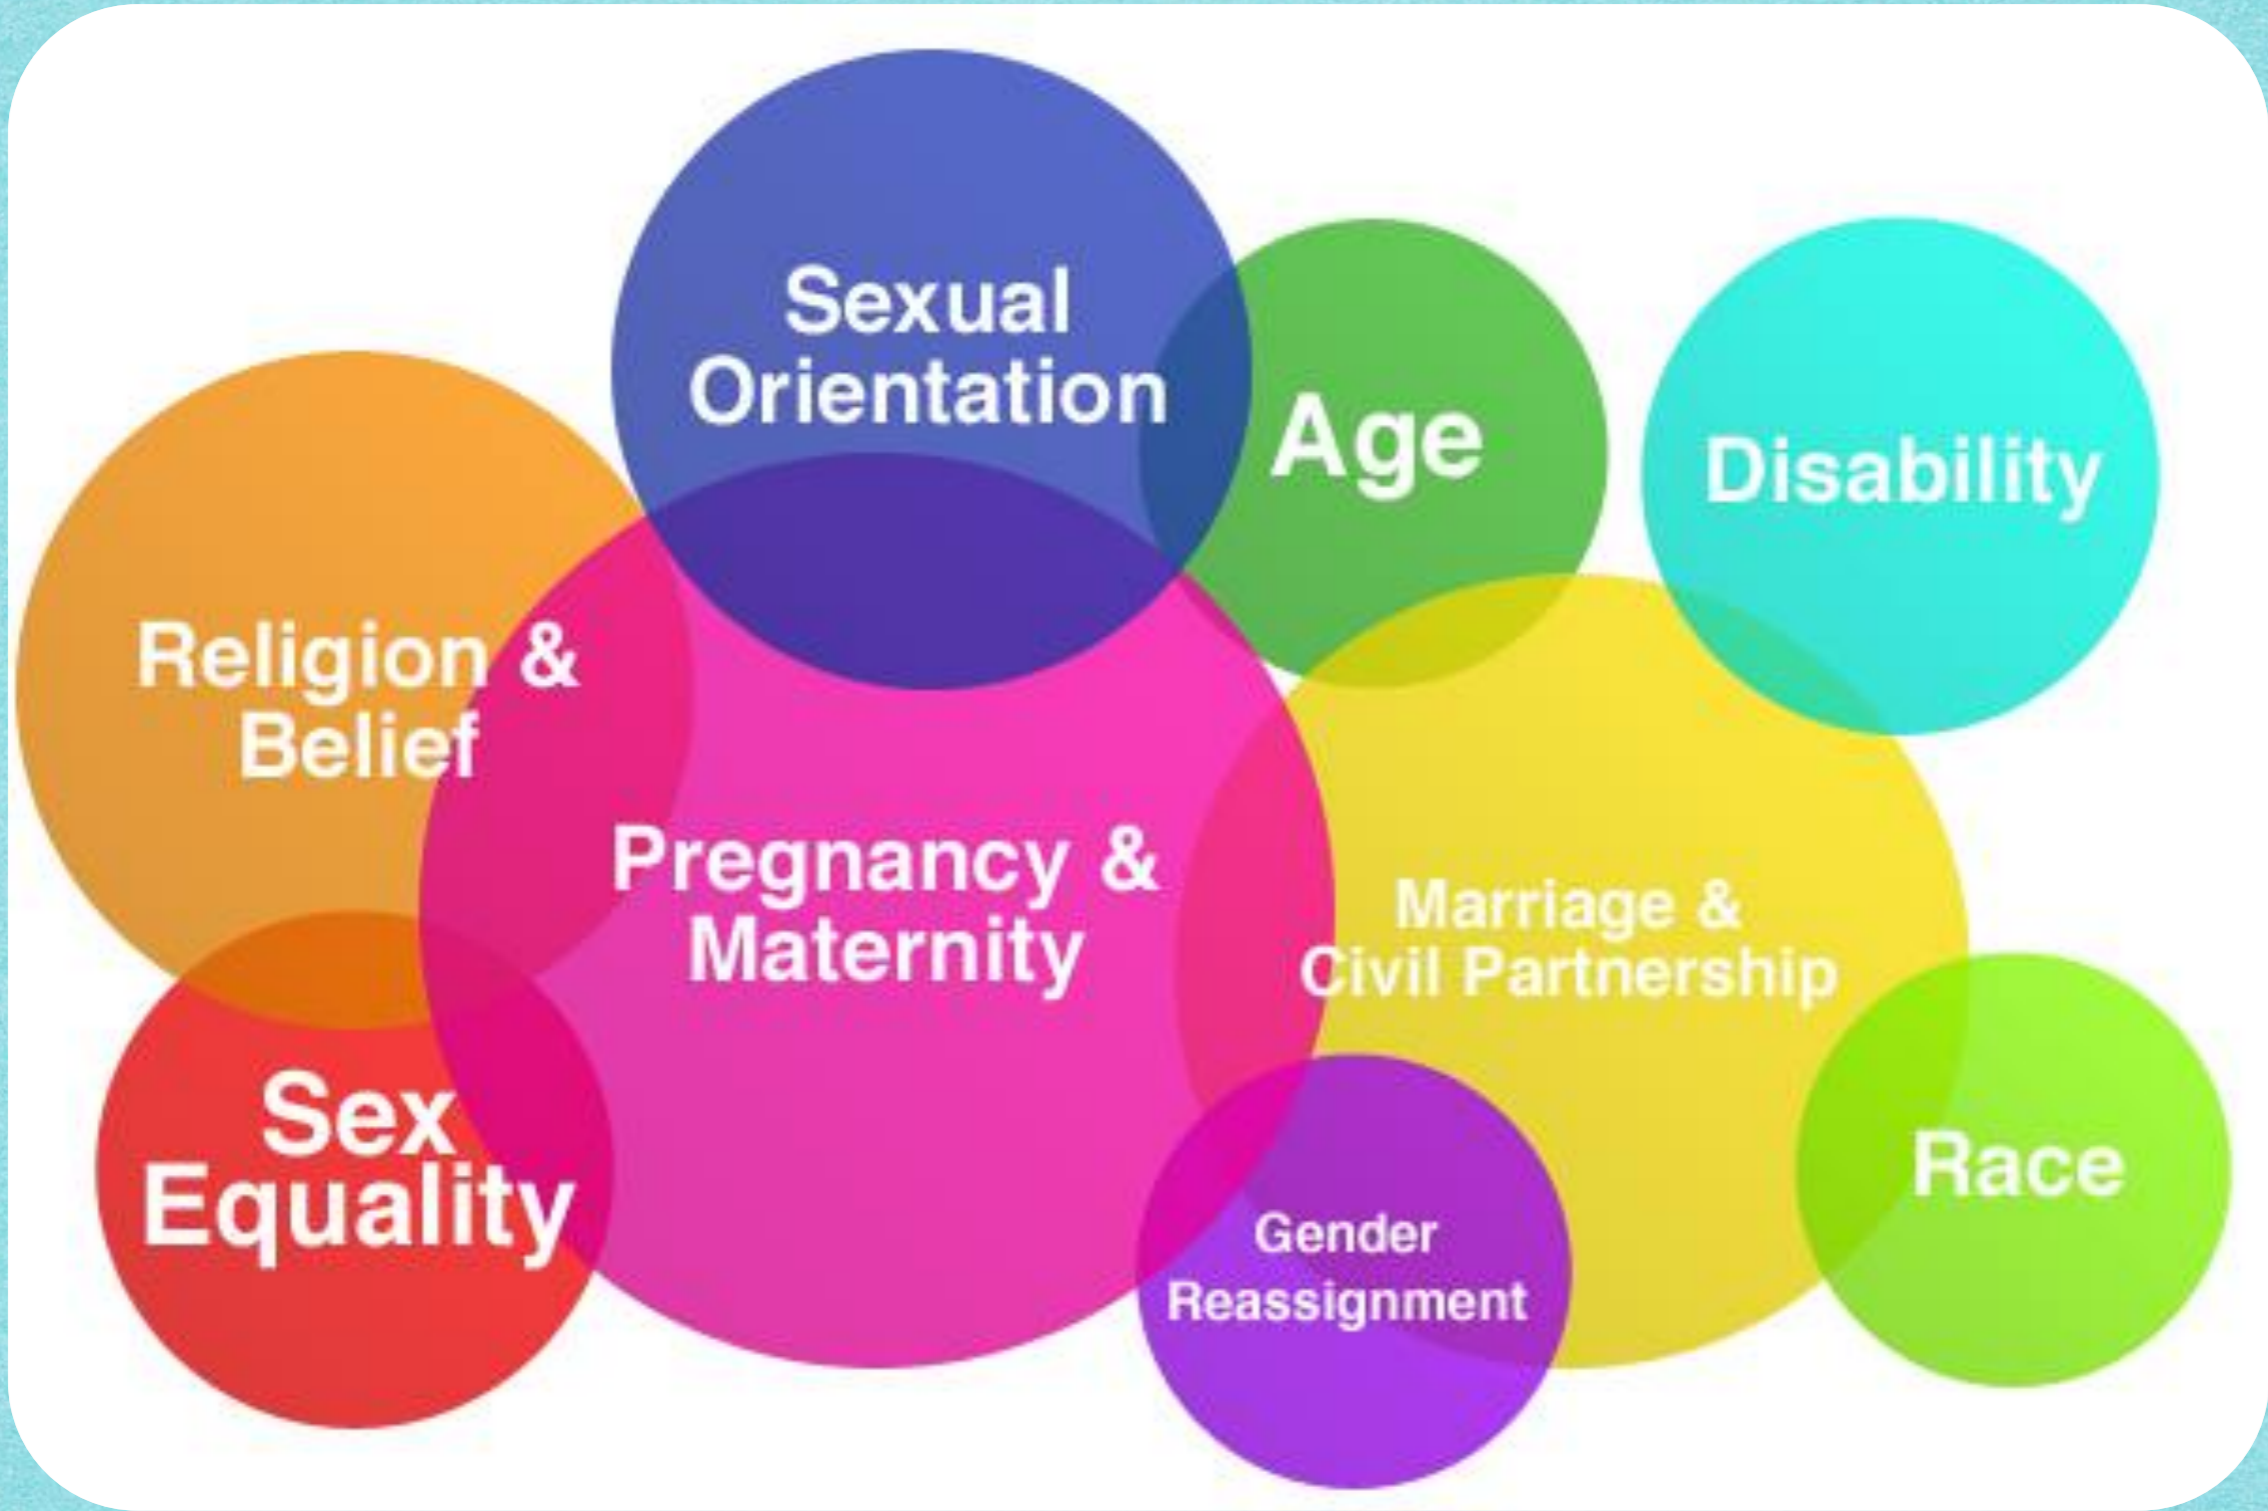 Sexual
Orientation
Age
Disability
Religion &
Belief
Pregnancy &
Maternity
Marriage &
Civil Partnership
Sex
Equality
Gender
Reassignment
Race